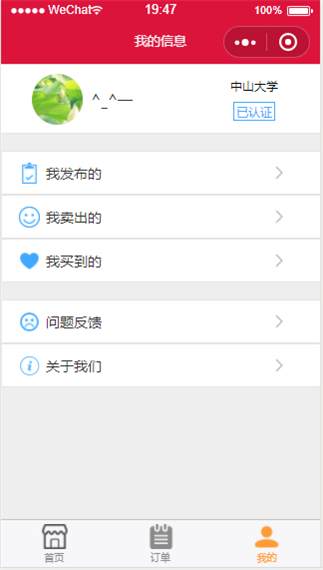 ●●●●● WeChat 19:47 100%
我的信息
^_^—
中山大学
已认证
我发布的
我卖出的
我买到的
问题反馈
关于我们
首页 订单 我的